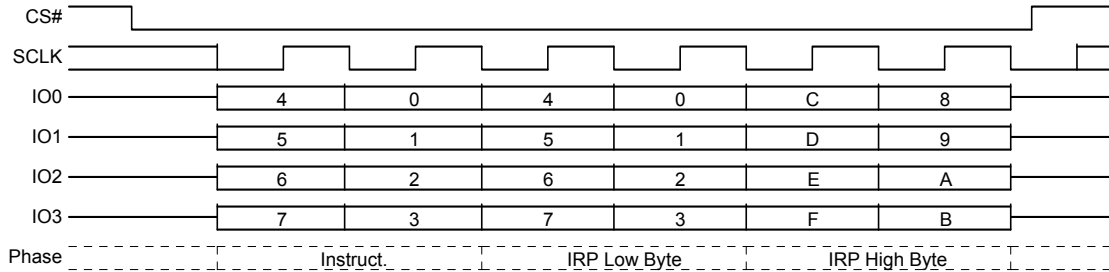 CS#
SCLK
IO0 4 0 4 0 C 8
IO1 5 1 5 1 D 9
IO2 6 2 6 2 E A
IO3 7 3 7 3 F B
Phase Instruct. IRP Low Byte IRP High Byte